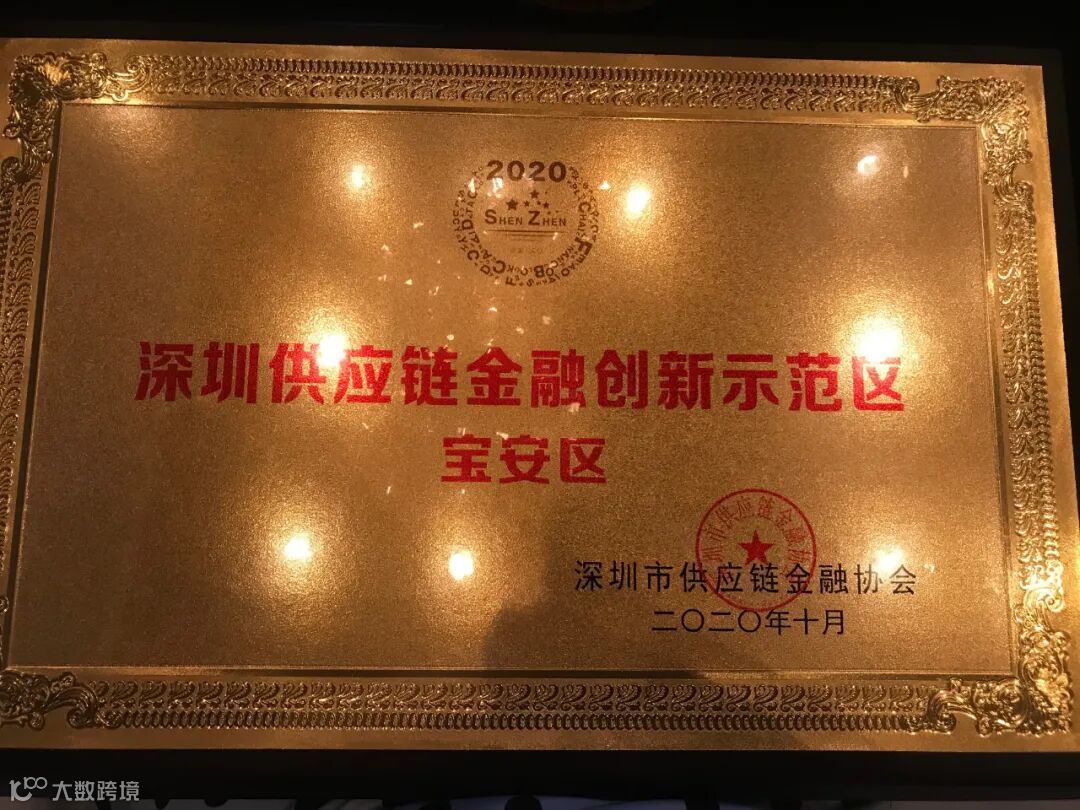 2020
SHEN ZHEN
深圳供应链金融创新示范区
宝安区
深圳市供应链金融协会
二〇二〇年十月
大数跨境